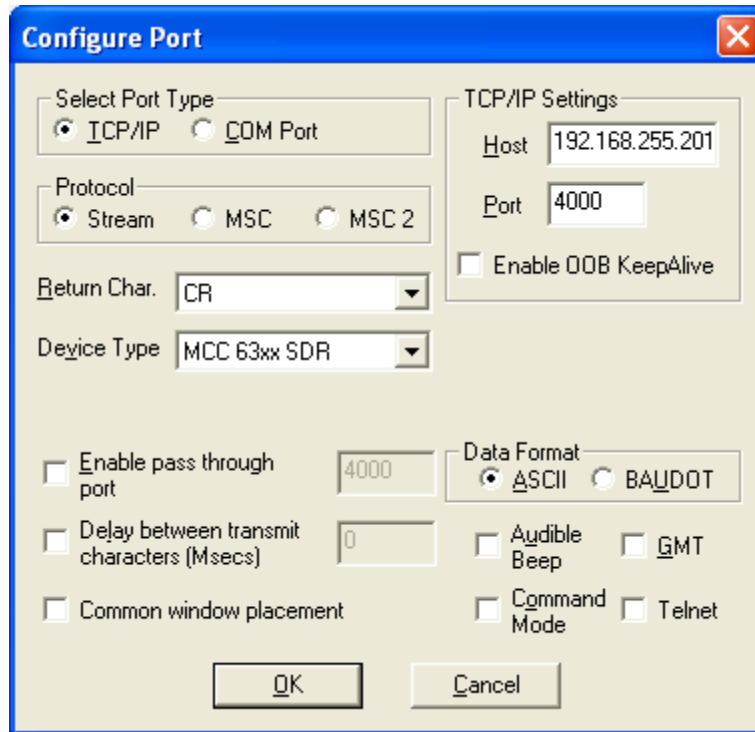 Configure Port
Select Port Type
TCP/IP COM Port
TCP/IP Settings
Host 192.168.255.201
Port 4000
Enable OOB KeepAlive
Protocol
Stream MSC MSC 2
Return Char. CR
Device Type MCC 63xx SDR
Enable pass through
port
4000
Delay between transmit
characters (Msecs)
0
Common window placement
Data Format
ASCII BAUDOT
Audible
Beep
GMT
Command
Mode
Telnet
OK Cancel